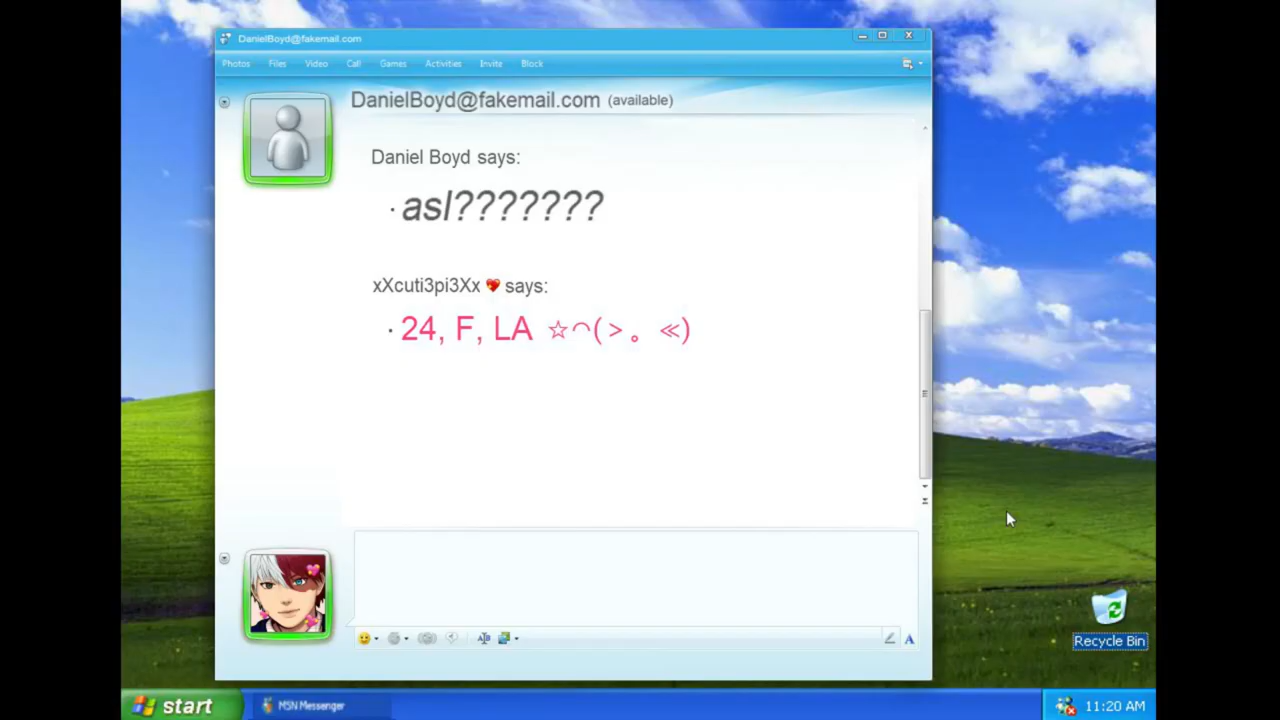 DanielBoyd@fakemail.com
Photos Files Video Call Games Activities Invite Block
DanielBoyd@fakemail.com (available)
Daniel Boyd says:
· asl???????
xXcuti3pi3Xx says:
· 24, F, LA ☆⌒(>。≪)
Recycle Bin
start MSN Messenger 11:20 AM